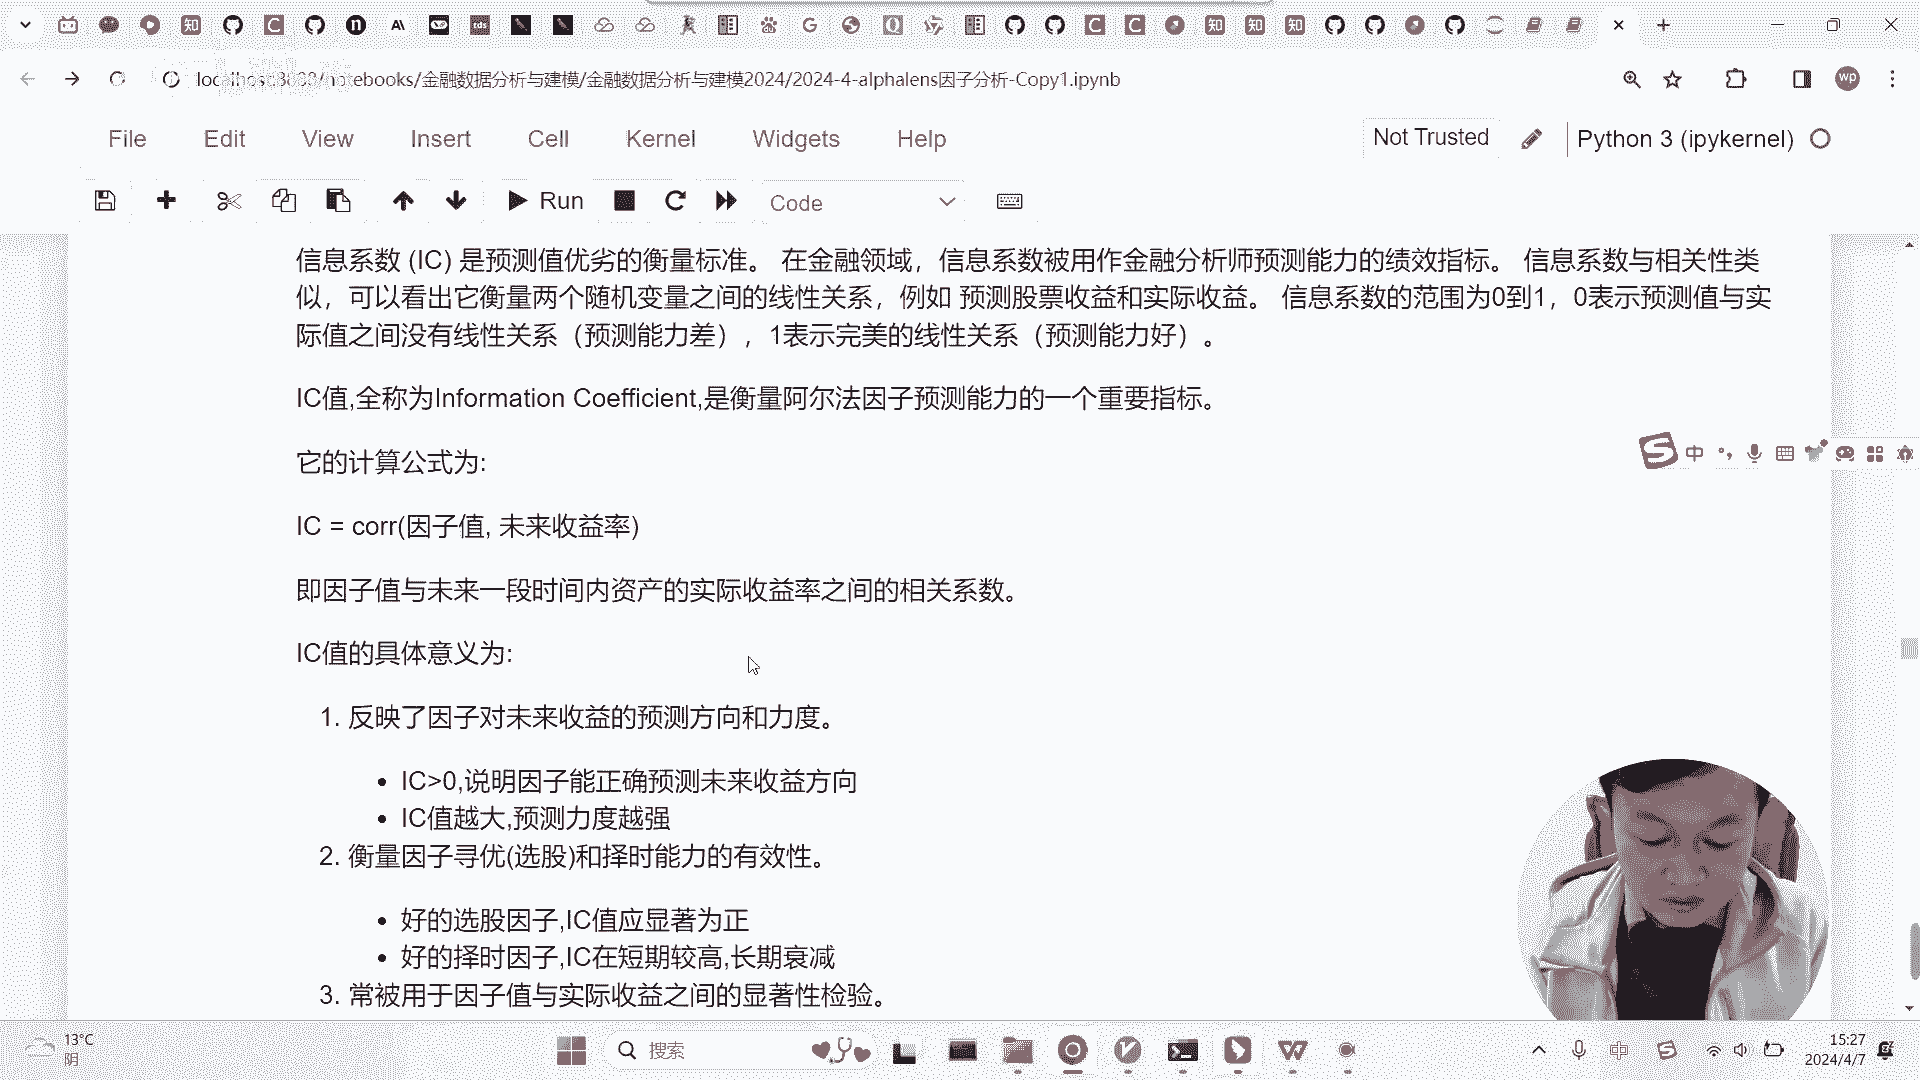 localhost:8888/notebooks/金融数据分析与建模/金融数据分析与建模2024/2024-4-alphalens因子分析-Copy1.ipynb
wp
File Edit View Insert Cell Kernel Widgets Help
Not Trusted
Python 3 (ipykernel)
Run
Code
信息系数 (IC) 是预测值优劣的衡量标准。 在金融领域，信息系数被用作金融分析师预测能力的绩效指标。 信息系数与相关性类
似，可以看出它衡量两个随机变量之间的线性关系，例如 预测股票收益和实际收益。 信息系数的范围为0到1，0表示预测值与实
际值之间没有线性关系（预测能力差），1表示完美的线性关系（预测能力好）。
IC值,全称为Information Coefficient,是衡量阿尔法因子预测能力的一个重要指标。
它的计算公式为:
中
IC = corr(因子值, 未来收益率)
即因子值与未来一段时间内资产的实际收益率之间的相关系数。
IC值的具体意义为:
1. 反映了因子对未来收益的预测方向和力度。
• IC>0,说明因子能正确预测未来收益方向
• IC值越大,预测力度越强
2. 衡量因子寻优(选股)和择时能力的有效性。
• 好的选股因子,IC值应显著为正
• 好的择时因子,IC在短期较高,长期衰减
3. 常被用于因子值与实际收益之间的显著性检验。
13°C
阴
搜索
中
15:27
2024/4/7